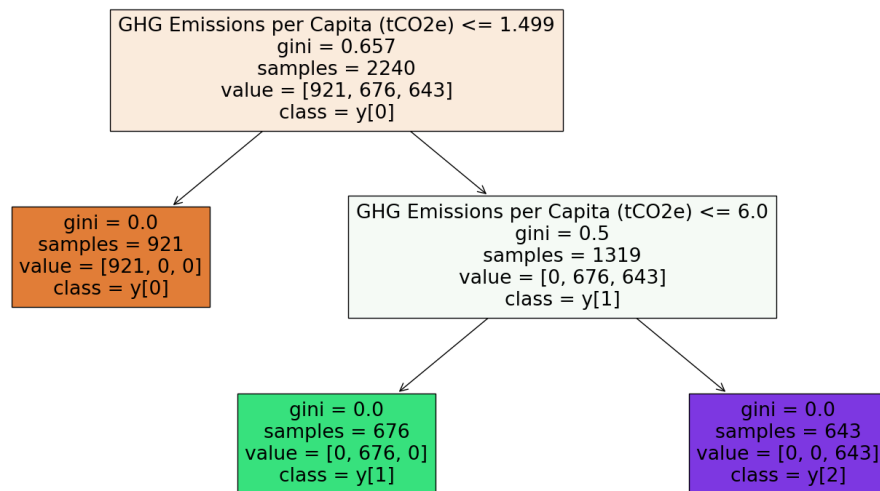 GHG Emissions per Capita (tCO2e) <= 1.499
gini = 0.657
samples = 2240
value = [921, 676, 643]
class = y[0]
gini = 0.0
samples = 921
value = [921, 0, 0]
class = y[0]
GHG Emissions per Capita (tCO2e) <= 6.0
gini = 0.5
samples = 1319
value = [0, 676, 643]
class = y[1]
gini = 0.0
samples = 676
value = [0, 676, 0]
class = y[1]
gini = 0.0
samples = 643
value = [0, 0, 643]
class = y[2]